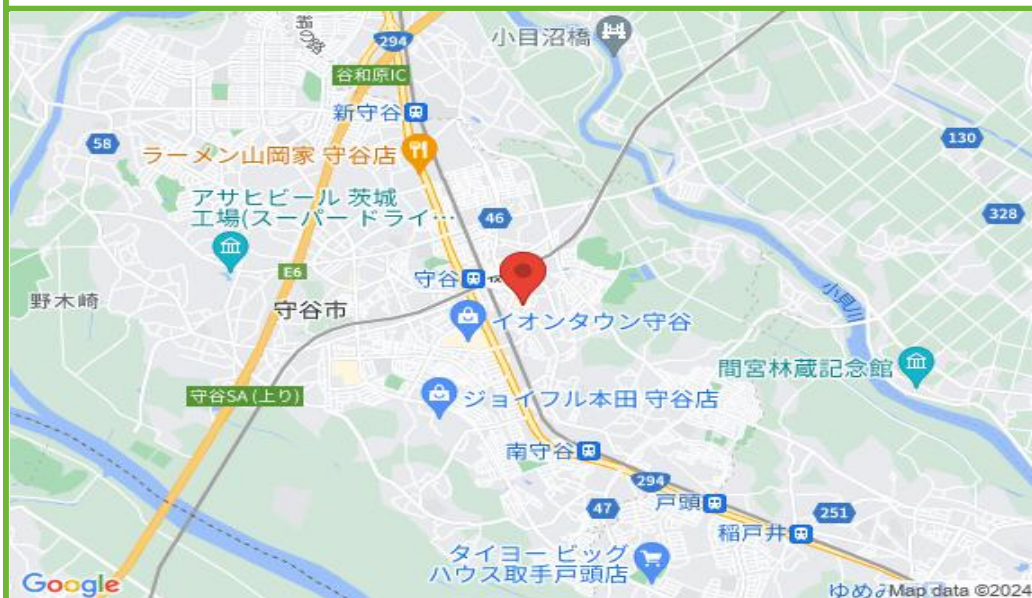 294
小目沼橋
谷和原IC
新守谷
58
130
ラーメン山岡家 守谷店
アサヒビール 茨城
工場(スーパードライ…
46
328
守谷
E6
野木崎
守谷市
イオンタウン守谷
小貝川
間宮林蔵記念館
守谷SA (上り)
ジョイフル本田 守谷店
南守谷
294
戸頭
47
251
稲戸井
タイヨー ビッグ
ハウス取手戸頭店
Google
ゆめみ
Map data ©2024